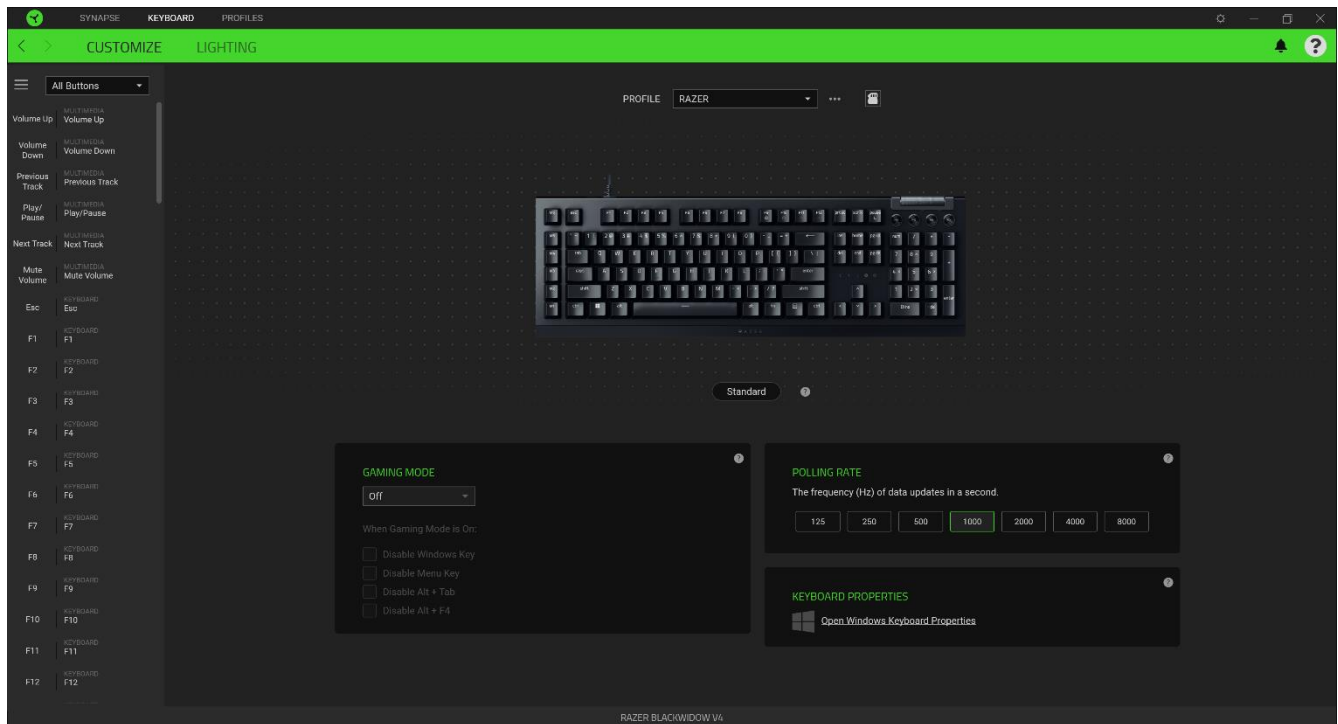 SYNAPSE KEYBOARD PROFILES
CUSTOMIZE LIGHTING
All Buttons
PROFILE RAZER
Volume Up MULTIMEDIA Volume Up
Volume Down MULTIMEDIA Volume Down
Previous Track MULTIMEDIA Previous Track
Play/ Pause MULTIMEDIA Play/Pause
Next Track MULTIMEDIA Next Track
Mute Volume MULTIMEDIA Mute Volume
Esc KEYBOARD Esc
F1 KEYBOARD F1
F2 KEYBOARD F2
F3 KEYBOARD F3
F4 KEYBOARD F4
F5 KEYBOARD F5
F6 KEYBOARD F6
F7 KEYBOARD F7
F8 KEYBOARD F8
F9 KEYBOARD F9
F10 KEYBOARD F10
F11 KEYBOARD F11
F12 KEYBOARD F12
Standard
GAMING MODE
Off
When Gaming Mode is On:
Disable Windows Key
Disable Menu Key
Disable Alt + Tab
Disable Alt + F4
POLLING RATE
The frequency (Hz) of data updates in a second.
125 250 500 1000 2000 4000 8000
KEYBOARD PROPERTIES
Open Windows Keyboard Properties
RAZER BLACKWIDOW V4